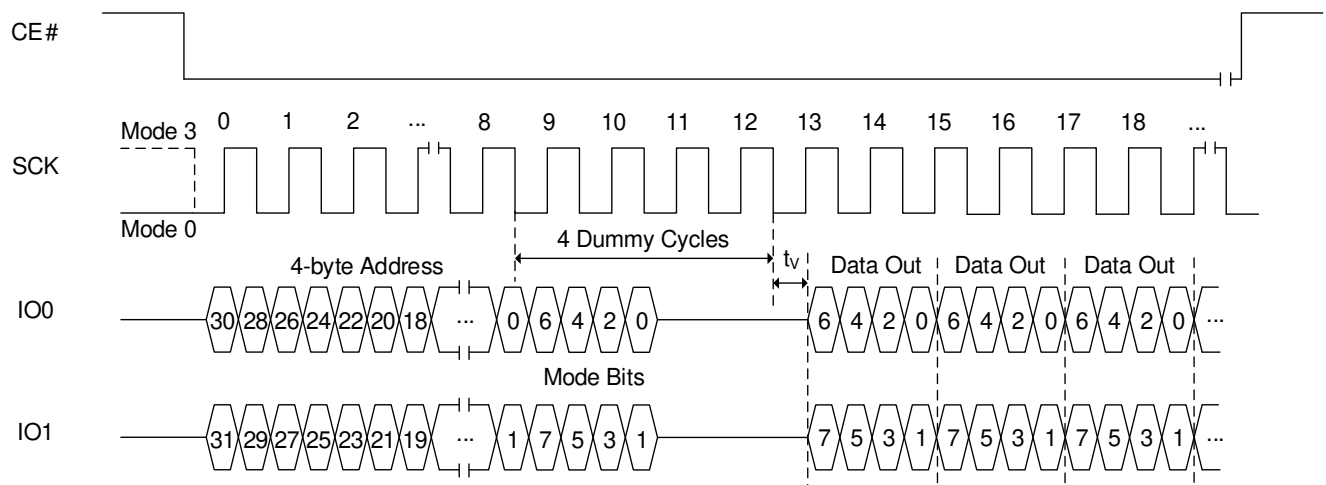 CE#
Mode 3 0 1 2 ... 8 9 10 11 12 13 14 15 16 17 18 ...
SCK
Mode 0
4 Dummy Cycles
4-byte Address tV Data Out Data Out Data Out
IO0 30 28 26 24 22 20 18 ... 0 6 4 2 0 6 4 2 0 6 4 2 0 6 4 2 0 ...
Mode Bits
IO1 31 29 27 25 23 21 19 ... 1 7 5 3 1 7 5 3 1 7 5 3 1 7 5 3 1 ...